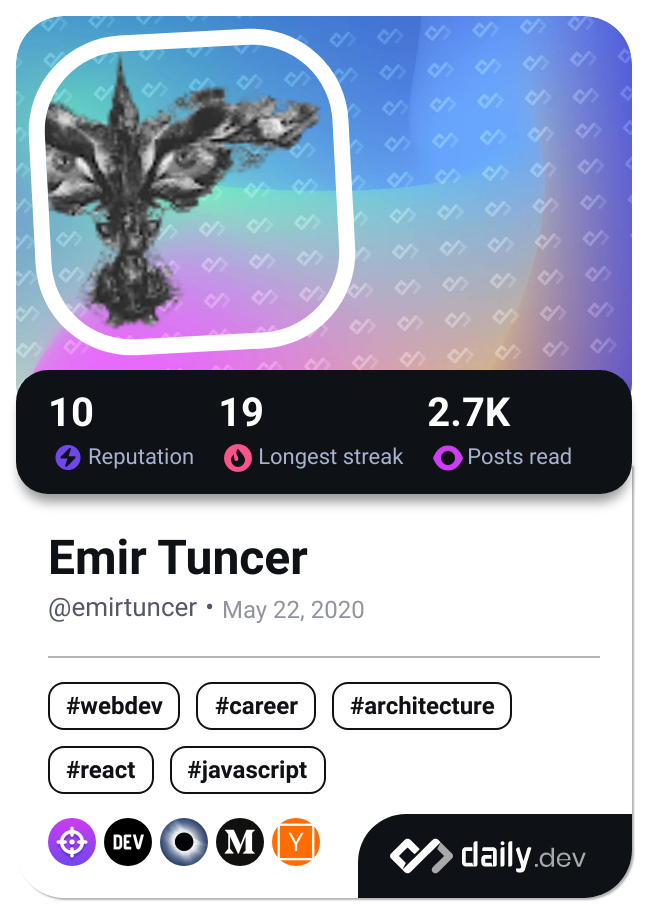 10 19 2.7K
Reputation Longest streak Posts read
Emir Tuncer
@emirtuncer • May 22, 2020
#webdev #career #architecture
#react #javascript
DEV M Y
daily.dev